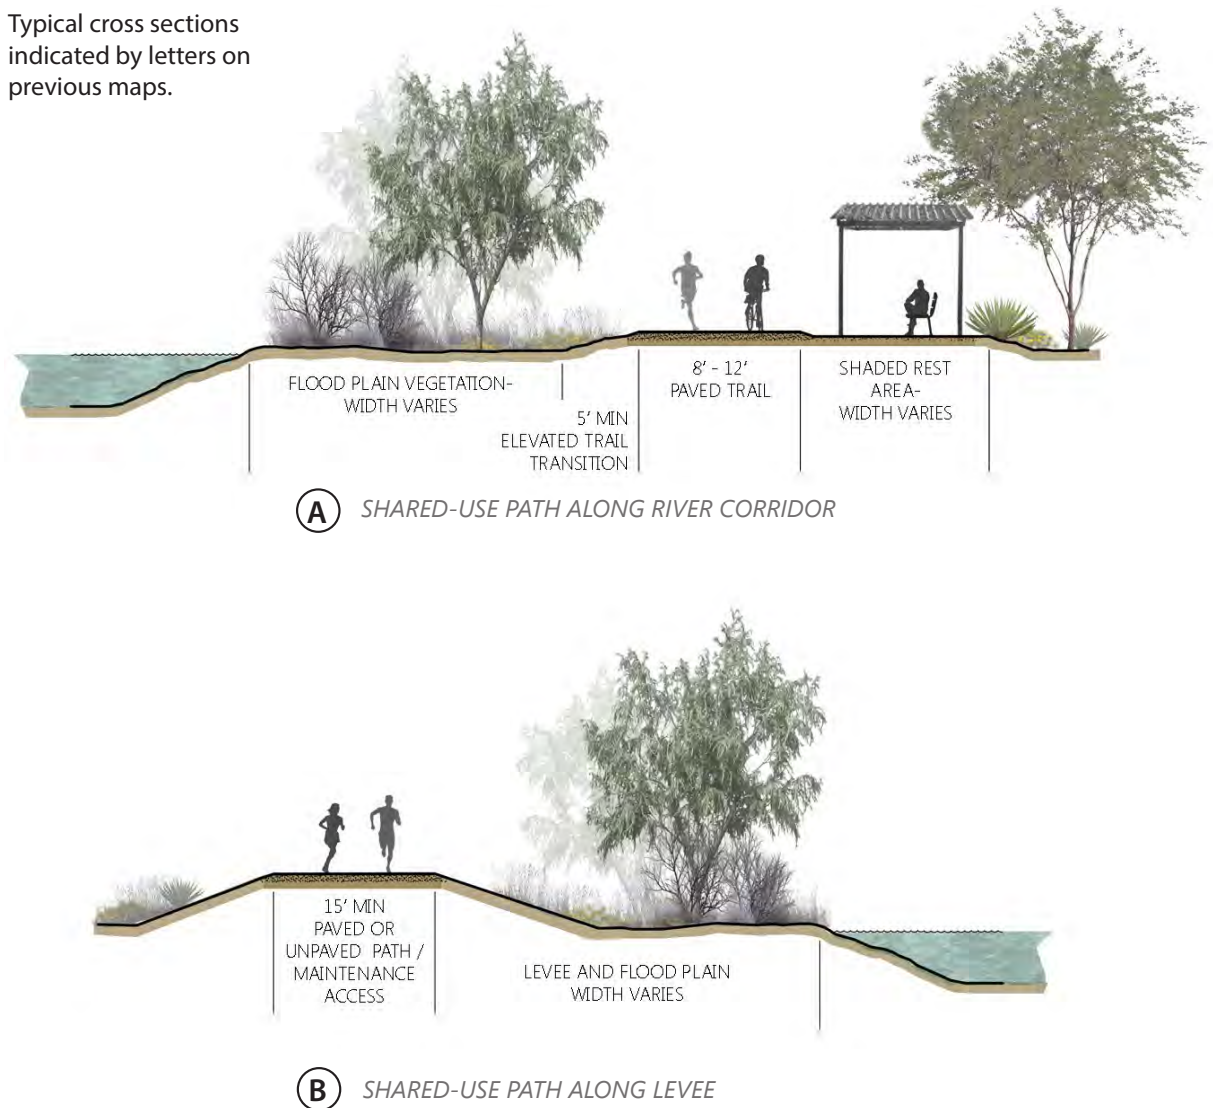 Typical cross sections
indicated by letters on
previous maps.
FLOOD PLAIN VEGETATION-
WIDTH VARIES
5' MIN
ELEVATED TRAIL
TRANSITION
8' - 12'
PAVED TRAIL
SHADED REST
AREA-
WIDTH VARIES
A SHARED-USE PATH ALONG RIVER CORRIDOR
15' MIN
PAVED OR
UNPAVED PATH /
MAINTENANCE
ACCESS
LEVEE AND FLOOD PLAIN
WIDTH VARIES
B SHARED-USE PATH ALONG LEVEE